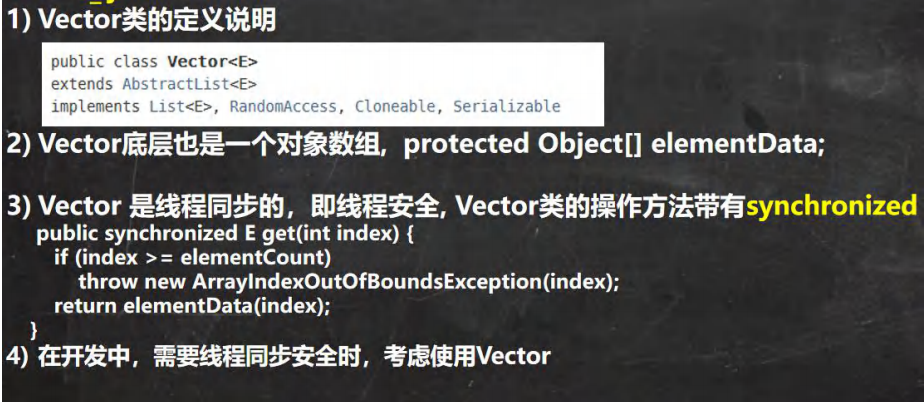 1) Vector类的定义说明
public class Vector<E>
extends AbstractList<E>
implements List<E>, RandomAccess, Cloneable, Serializable
2) Vector底层也是一个对象数组, protected Object[] elementData;
3) Vector 是线程同步的，即线程安全, Vector类的操作方法带有synchronized
public synchronized E get(int index) {
if (index >= elementCount)
throw new ArrayIndexOutOfBoundsException(index);
return elementData(index);
}
4) 在开发中，需要线程同步安全时，考虑使用Vector